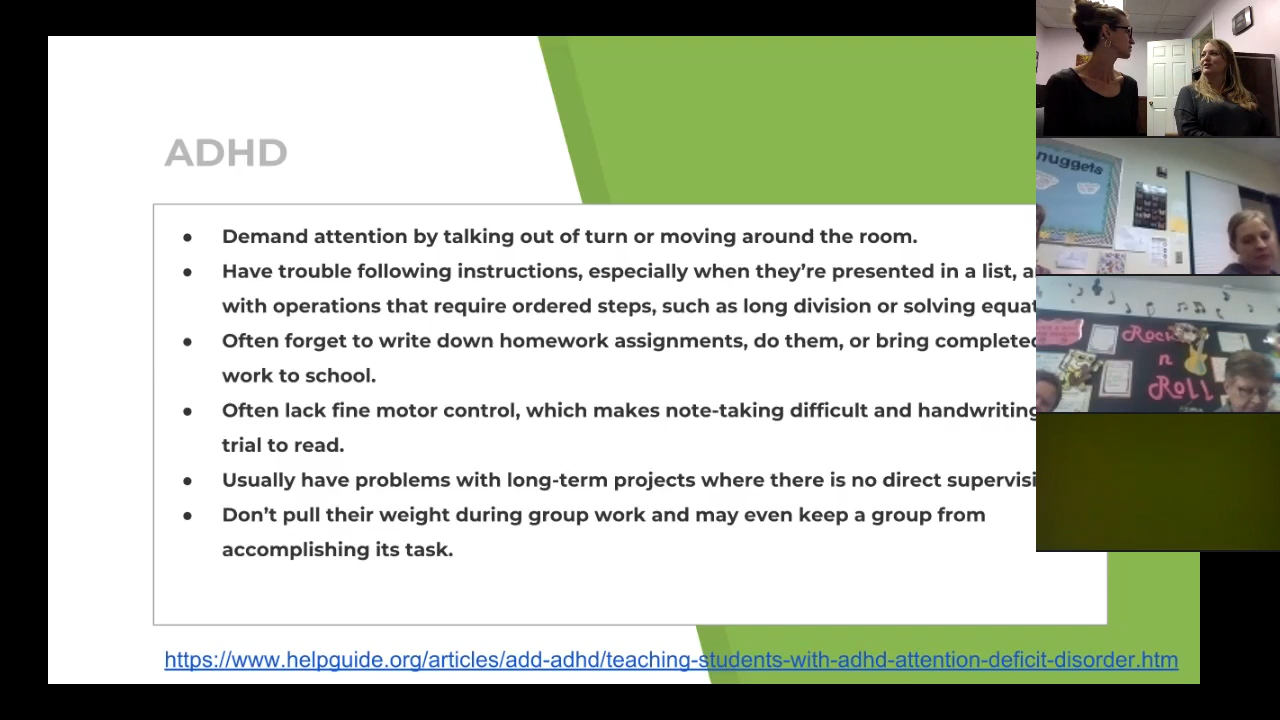 ADHD
● Demand attention by talking out of turn or moving around the room.
● Have trouble following instructions, especially when they’re presented in a list, a
with operations that require ordered steps, such as long division or solving equat
● Often forget to write down homework assignments, do them, or bring completed
work to school.
● Often lack fine motor control, which makes note-taking difficult and handwriting
trial to read.
● Usually have problems with long-term projects where there is no direct supervisi
● Don’t pull their weight during group work and may even keep a group from
accomplishing its task.
https://www.helpguide.org/articles/add-adhd/teaching-students-with-adhd-attention-deficit-disorder.htm
nuggets
Rock
n
Roll